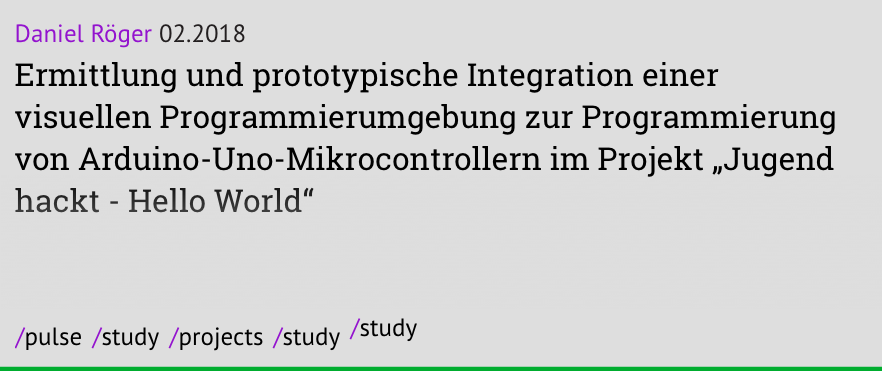 Daniel Röger 02.2018
Ermittlung und prototypische Integration einer
visuellen Programmierumgebung zur Programmierung
von Arduino-Uno-Mikrocontrollern im Projekt „Jugend
hackt - Hello World“
/pulse /study /projects /study /study